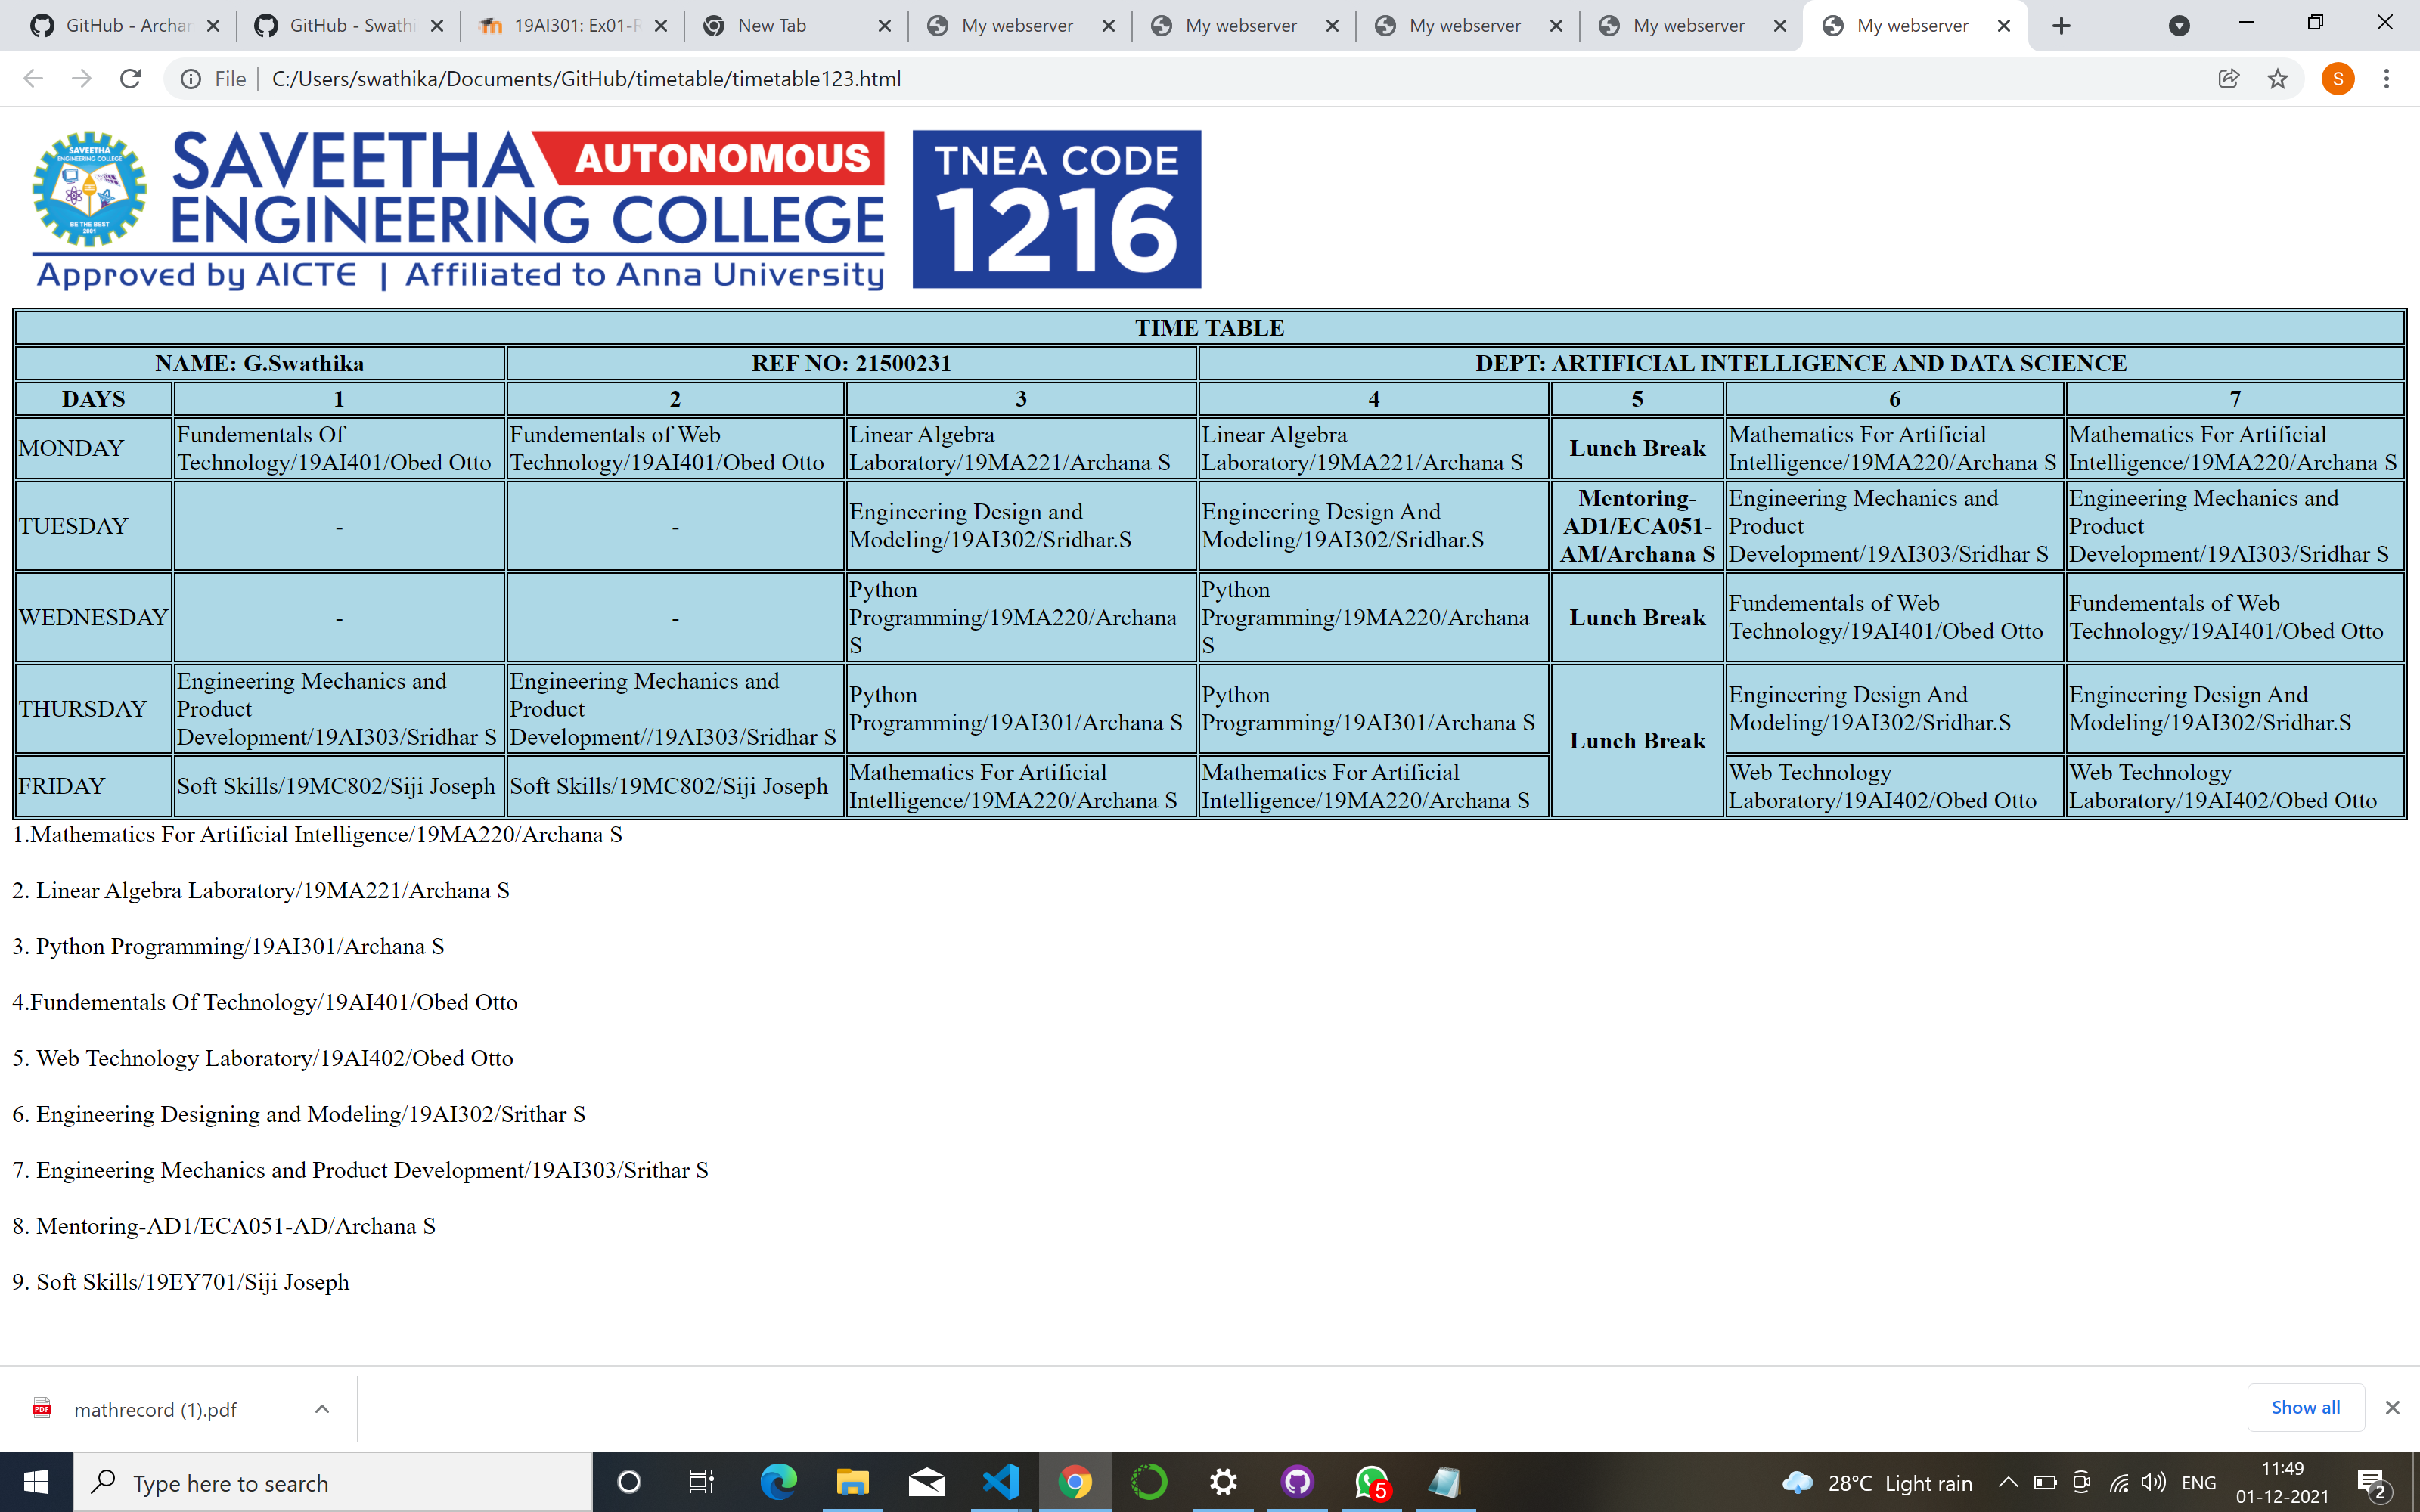 GitHub - Archan
GitHub - Swathi
19AI301: Ex01-R
New Tab
My webserver
My webserver
My webserver
My webserver
My webserver
File
C:/Users/swathika/Documents/GitHub/timetable/timetable123.html
S
SAVEETHA
ENGINEERING COLLEGE
BE THE BEST
2001
SAVEETHA AUTONOMOUS
ENGINEERING COLLEGE
Approved by AICTE | Affiliated to Anna University
TNEA CODE
1216
TIME TABLE
NAME: G.Swathika
REF NO: 21500231
DEPT: ARTIFICIAL INTELLIGENCE AND DATA SCIENCE
DAYS
1
2
3
4
5
6
7
MONDAY
Fundementals Of
Technology/19AI401/Obed Otto
Fundementals of Web
Technology/19AI401/Obed Otto
Linear Algebra
Laboratory/19MA221/Archana S
Linear Algebra
Laboratory/19MA221/Archana S
Lunch Break
Mathematics For Artificial
Intelligence/19MA220/Archana S
Mathematics For Artificial
Intelligence/19MA220/Archana S
TUESDAY
-
-
Engineering Design and
Modeling/19AI302/Sridhar.S
Engineering Design And
Modeling/19AI302/Sridhar.S
Mentoring-
AD1/ECA051-
AM/Archana S
Engineering Mechanics and
Product
Development/19AI303/Sridhar S
Engineering Mechanics and
Product
Development/19AI303/Sridhar S
WEDNESDAY
-
-
Python
Programming/19MA220/Archana
S
Python
Programming/19MA220/Archana
S
Lunch Break
Fundementals of Web
Technology/19AI401/Obed Otto
Fundementals of Web
Technology/19AI401/Obed Otto
THURSDAY
Engineering Mechanics and
Product
Development/19AI303/Sridhar S
Engineering Mechanics and
Product
Development//19AI303/Sridhar S
Python
Programming/19AI301/Archana S
Python
Programming/19AI301/Archana S
Lunch Break
Engineering Design And
Modeling/19AI302/Sridhar.S
Engineering Design And
Modeling/19AI302/Sridhar.S
FRIDAY
Soft Skills/19MC802/Siji Joseph
Soft Skills/19MC802/Siji Joseph
Mathematics For Artificial
Intelligence/19MA220/Archana S
Mathematics For Artificial
Intelligence/19MA220/Archana S
Web Technology
Laboratory/19AI402/Obed Otto
Web Technology
Laboratory/19AI402/Obed Otto
1.Mathematics For Artificial Intelligence/19MA220/Archana S
2. Linear Algebra Laboratory/19MA221/Archana S
3. Python Programming/19AI301/Archana S
4.Fundementals Of Technology/19AI401/Obed Otto
5. Web Technology Laboratory/19AI402/Obed Otto
6. Engineering Designing and Modeling/19AI302/Srithar S
7. Engineering Mechanics and Product Development/19AI303/Srithar S
8. Mentoring-AD1/ECA051-AD/Archana S
9. Soft Skills/19EY701/Siji Joseph
PDF
mathrecord (1).pdf
Show all
Type here to search
5
28°C Light rain
ENG
11:49
01-12-2021
2